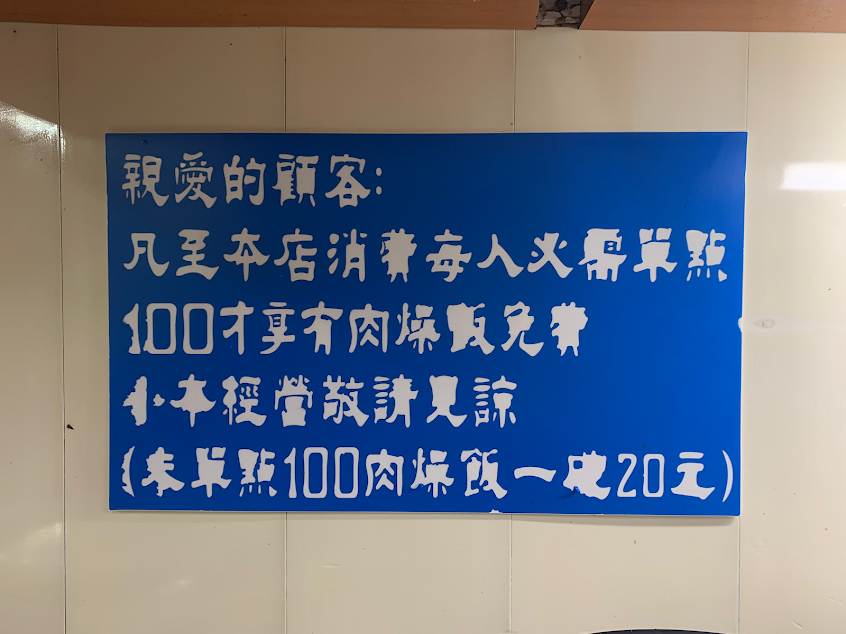 親愛的顧客:
凡至本店消費每人火需單點
100才享有肉燥飯免費
小本經營敬請見諒
(未單點100肉燥飯一碗20元)